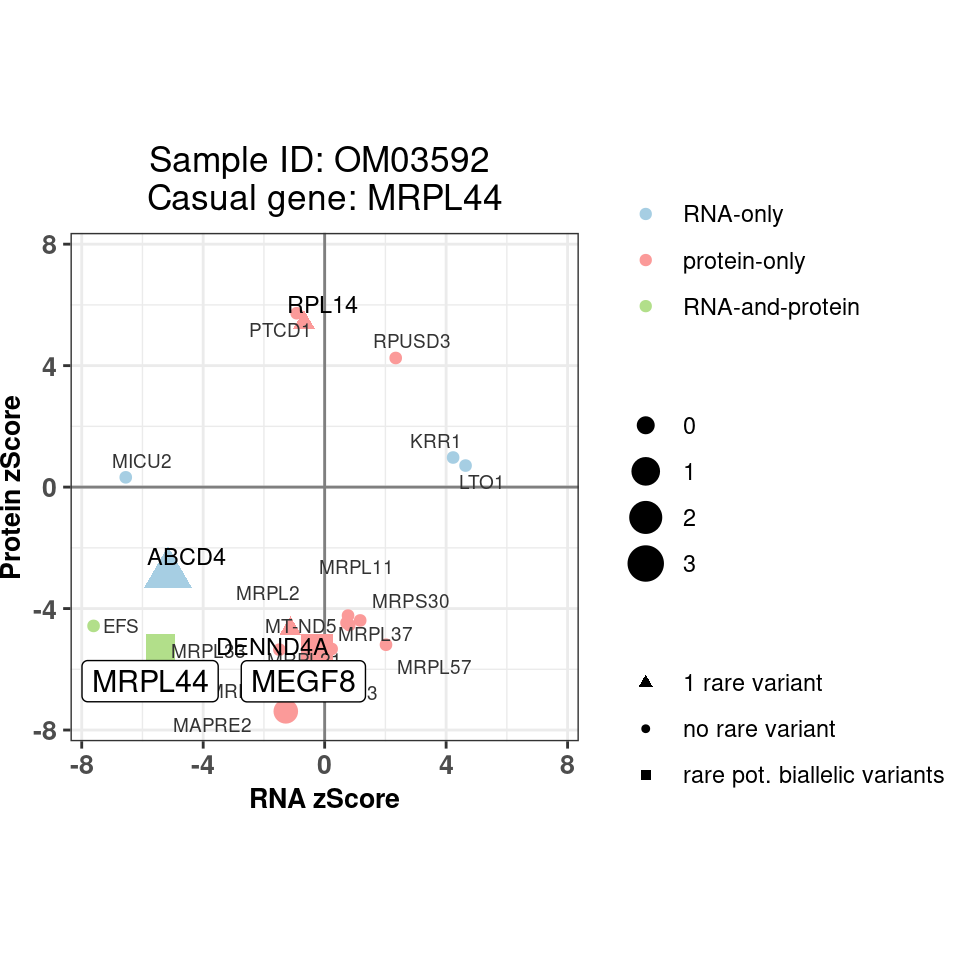 Sample ID: OM03592
Casual gene: MRPL44
Protein zScore
8
4
0
-4
-8
RPL14
PTCD1
RPUSD3
KRR1
LTO1
MICU2
ABCD4
MRPL11
MRPL2
MRPS30
EFS
MT-ND5
MRPL37
DENND4A
MRPL57
MRPL44
MEGF8
MAPRE2
-8
-4
0
4
8
RNA zScore
RNA-only
protein-only
RNA-and-protein
0
1
2
3
1 rare variant
no rare variant
rare pot. biallelic variants